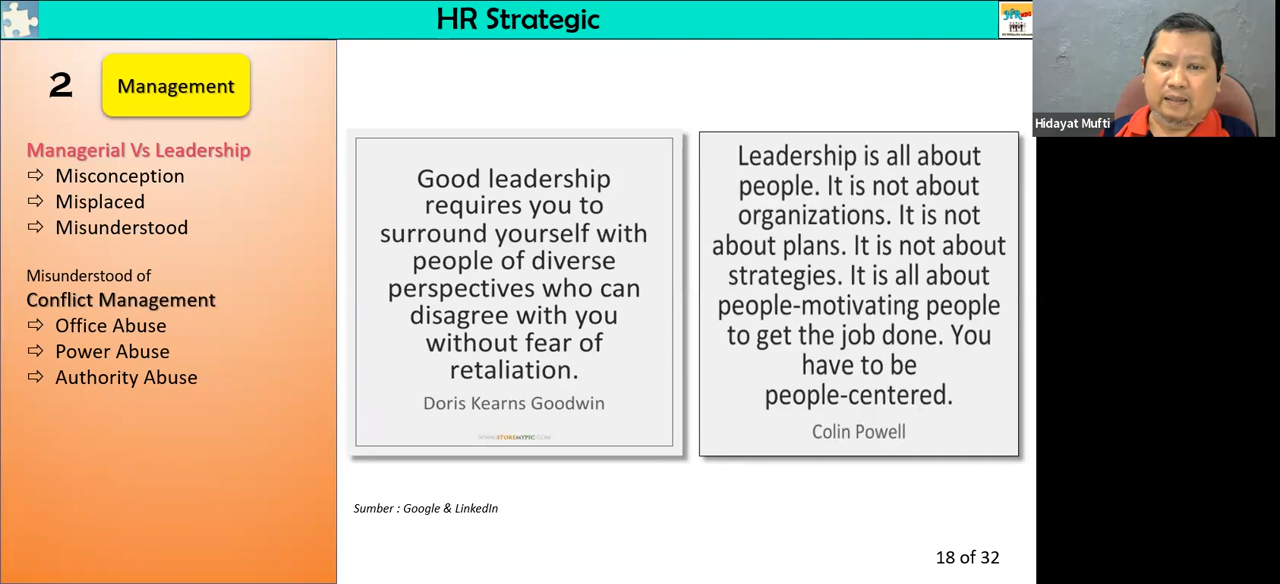 HR Strategic
2
Management
Managerial Vs Leadership
⇨ Misconception
⇨ Misplaced
⇨ Misunderstood
Misunderstood of
Conflict Management
⇨ Office Abuse
⇨ Power Abuse
⇨ Authority Abuse
Good leadership
requires you to
surround yourself with
people of diverse
perspectives who can
disagree with you
without fear of
retaliation.
Doris Kearns Goodwin
WWW.STOREMYPIC.COM
Leadership is all about
people. It is not about
organizations. It is not
about plans. It is not about
strategies. It is all about
people-motivating people
to get the job done. You
have to be
people-centered.
Colin Powell
Sumber : Google & LinkedIn
18 of 32
Hidayat Mufti